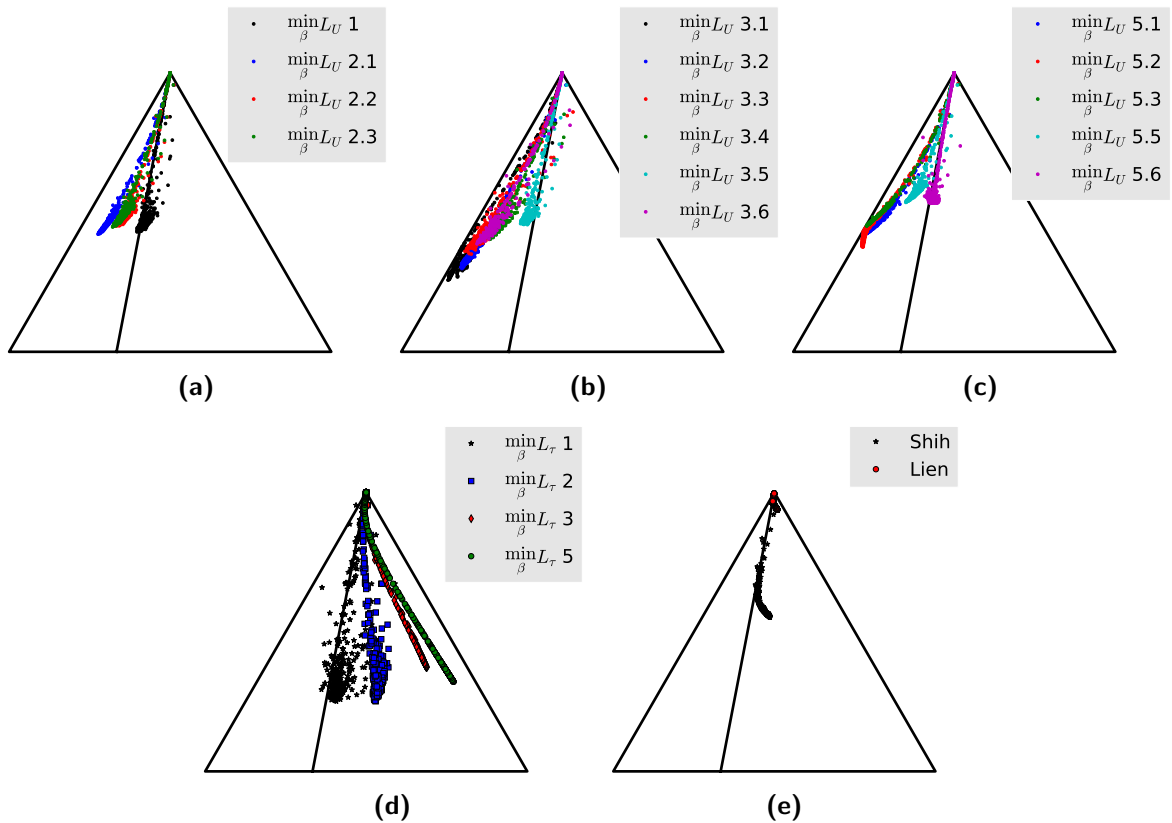 min β L_U 1
min β L_U 2.1
min β L_U 2.2
min β L_U 2.3
(a)
min β L_U 3.1
min β L_U 3.2
min β L_U 3.3
min β L_U 3.4
min β L_U 3.5
min β L_U 3.6
(b)
min β L_U 5.1
min β L_U 5.2
min β L_U 5.3
min β L_U 5.5
min β L_U 5.6
(c)
min β L_τ 1
min β L_τ 2
min β L_τ 3
min β L_τ 5
(d)
Shih
Lien
(e)